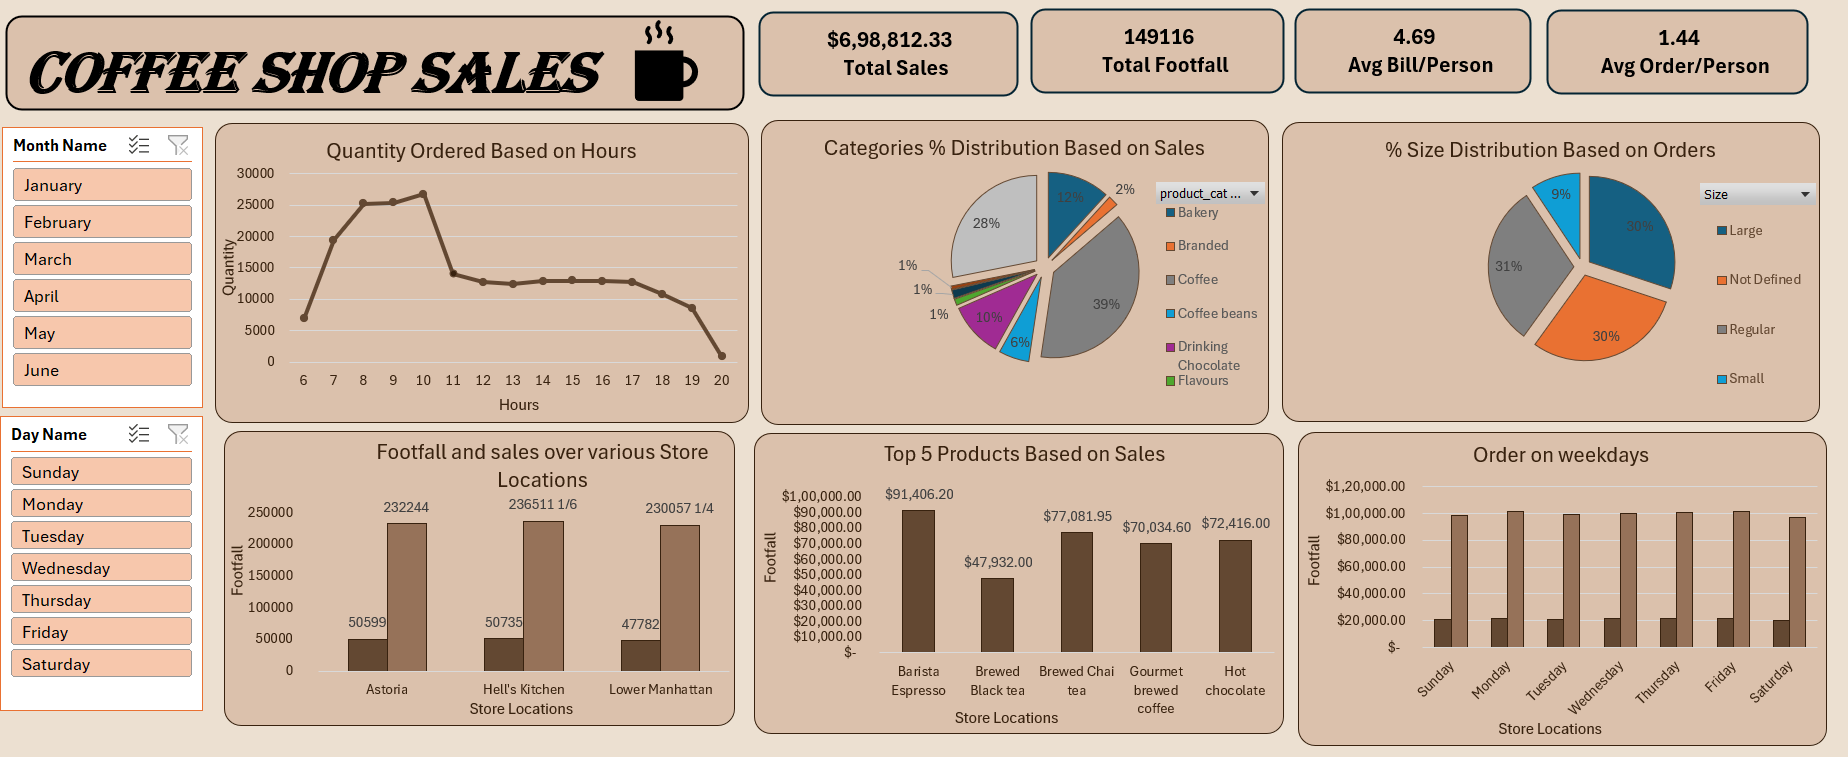 COFFEE SHOP SALES
$6,98,812.33
Total Sales
149116
Total Footfall
4.69
Avg Bill/Person
1.44
Avg Order/Person
Month Name
January
February
March
April
May
June
Day Name
Sunday
Monday
Tuesday
Wednesday
Thursday
Friday
Saturday
Quantity Ordered Based on Hours
Quantity
30000
25000
20000
15000
10000
5000
0
6 7 8 9 10 11 12 13 14 15 16 17 18 19 20
Hours
Categories % Distribution Based on Sales
12%
2%
39%
6%
10%
1%
1%
1%
28%
product_cat ...
Bakery
Branded
Coffee
Coffee beans
Drinking
Chocolate
Flavours
% Size Distribution Based on Orders
30%
30%
31%
9%
Size
Large
Not Defined
Regular
Small
Footfall and sales over various Store
Locations
Footfall
250000
200000
150000
100000
50000
0
232244
236511 1/6
230057 1/4
50599
50735
47782
Astoria
Hell's Kitchen
Lower Manhattan
Store Locations
Top 5 Products Based on Sales
Footfall
$1,00,000.00
$90,000.00
$80,000.00
$70,000.00
$60,000.00
$50,000.00
$40,000.00
$30,000.00
$20,000.00
$10,000.00
$-
$91,406.20
$47,932.00
$77,081.95
$70,034.60
$72,416.00
Barista
Espresso
Brewed
Black tea
Brewed Chai
tea
Gourmet
brewed
coffee
Hot
chocolate
Store Locations
Order on weekdays
Footfall
$1,20,000.00
$1,00,000.00
$80,000.00
$60,000.00
$40,000.00
$20,000.00
$-
Sunday
Monday
Tuesday
Wednesday
Thursday
Friday
Saturday
Store Locations